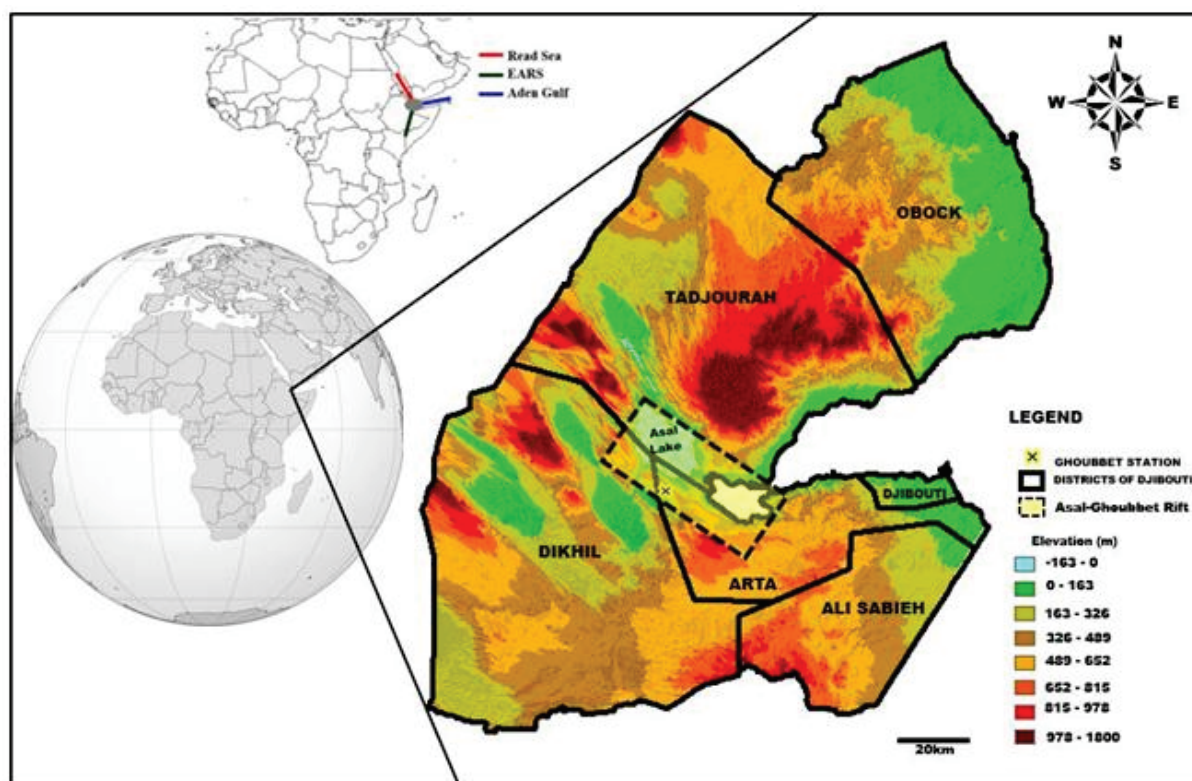 Read Sea
EARS
Aden Gulf
N
W
E
S
OBOCK
TADJOURAH
Asal
Lake
DJIBOUTI
DIKHIL
ARTA
ALI SABIEH
LEGEND
GHOUBBET STATION
DISTRICTS OF DJIBOUTI
Asal-Ghoubbet Rift
Elevation (m)
-163 - 0
0 - 163
163 - 326
326 - 489
489 - 652
652 - 815
815 - 978
978 - 1800
20km